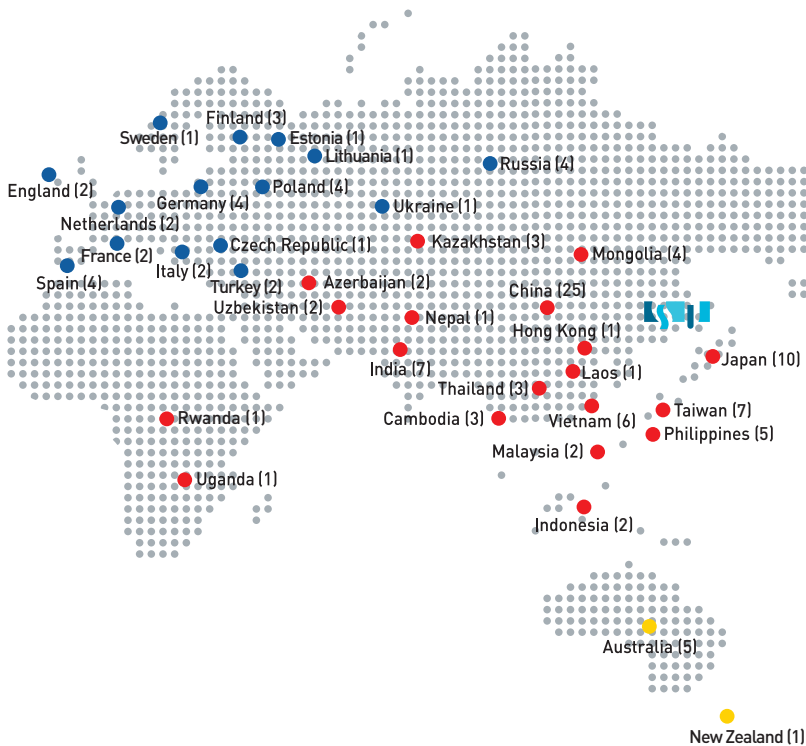 Finland (3)
Sweden (1)
Estonia (1)
Lithuania (1)
Russia (4)
England (2)
Germany (4)
Poland (4)
Netherlands (2)
Ukraine (1)
France (2)
Czech Republic (1)
Kazakhstan (3)
Mongolia (4)
Italy (2)
Spain (4)
Turkey (2)
Azerbaijan (2)
China (25)
Uzbekistan (2)
Nepal (1)
Hong Kong (1)
Japan (10)
India (7)
Laos (1)
Thailand (3)
Taiwan (7)
Rwanda (1)
Cambodia (3)
Vietnam (6)
Philippines (5)
Malaysia (2)
Uganda (1)
Indonesia (2)
Australia (5)
New Zealand (1)